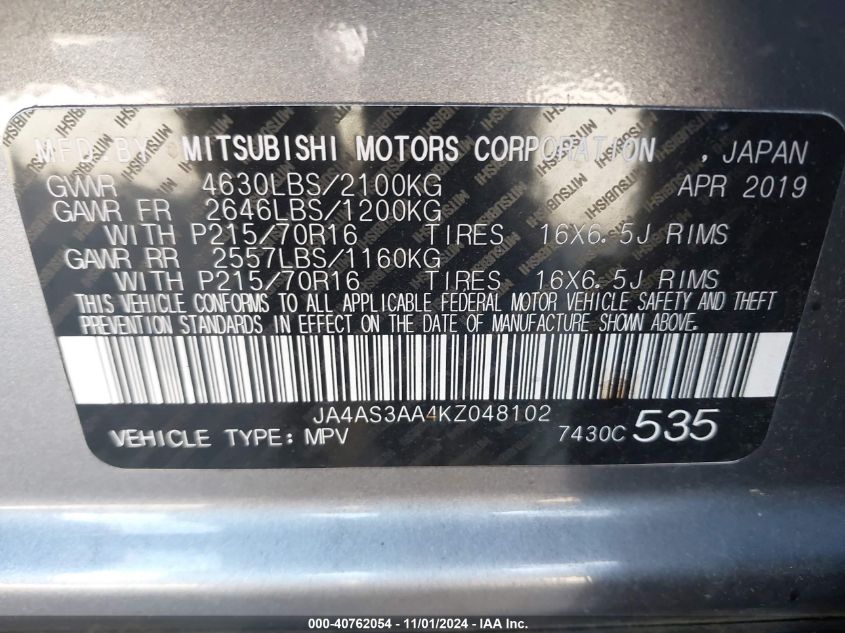 MFD. BY MITSUBISHI MOTORS CORPORATION , JAPAN
GVWR 4630LBS/2100KG APR 2019
GAWR FR 2646LBS/1200KG
WITH P215/70R16 TIRES 16X6.5J RIMS
GAWR RR 2557LBS/1160KG
WITH P215/70R16 TIRES 16X6.5J RIMS
THIS VEHICLE CONFORMS TO ALL APPLICABLE FEDERAL MOTOR VEHICLE SAFETY AND THEFT
PREVENTION STANDARDS IN EFFECT ON THE DATE OF MANUFACTURE SHOWN ABOVE.
JA4AS3AA4KZ048102
VEHICLE TYPE: MPV 7430C 535
000-40762054 - 11/01/2024 - IAA Inc.